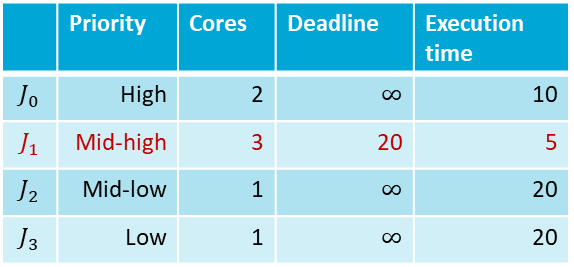 Priority Cores Deadline Execution time
J₀ High 2 ∞ 10
J₁ Mid-high 3 20 5
J₂ Mid-low 1 ∞ 20
J₃ Low 1 ∞ 20